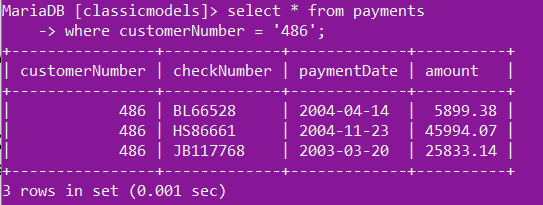 MariaDB [classicmodels]> select * from payments
    -> where customerNumber = '486';
+----------------+-------------+-------------+----------+
| customerNumber | checkNumber | paymentDate | amount   |
+----------------+-------------+-------------+----------+
|            486 | BL66528     | 2004-04-14  |  5899.38 |
|            486 | HS86661     | 2004-11-23  | 45994.07 |
|            486 | JB117768    | 2003-03-20  | 25833.14 |
+----------------+-------------+-------------+----------+
3 rows in set (0.001 sec)